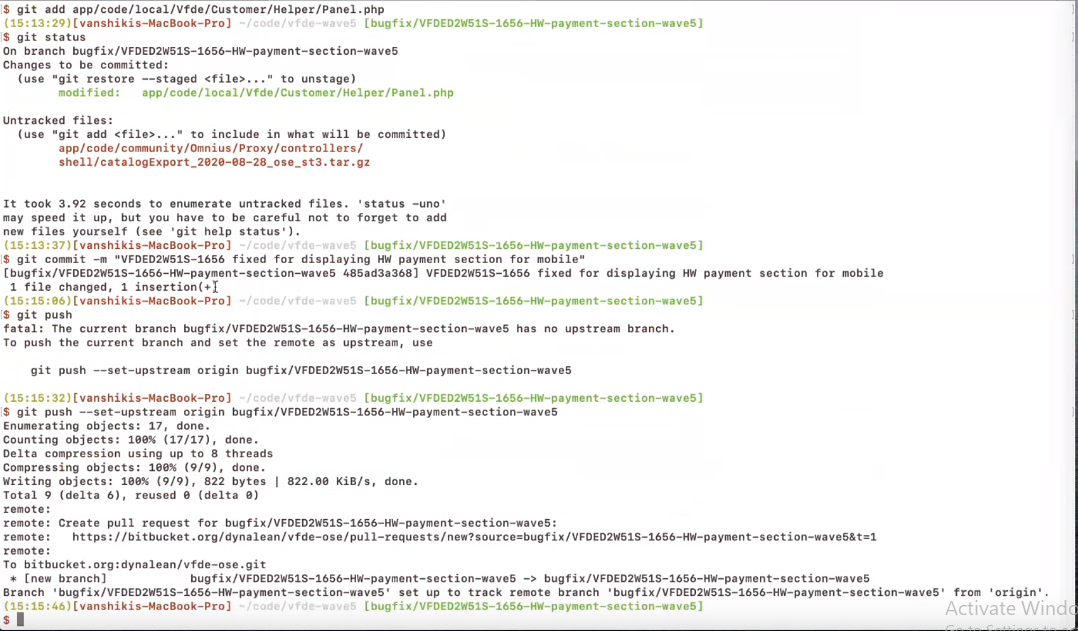 $ git add app/code/local/Vfde/Customer/Helper/Panel.php
(15:13:29)[vanshikis-MacBook-Pro] ~/code/vfde-wave5 [bugfix/VFDED2W51S-1656-HW-payment-section-wave5]
$ git status
On branch bugfix/VFDED2W51S-1656-HW-payment-section-wave5
Changes to be committed:
  (use "git restore --staged <file>..." to unstage)
        modified:   app/code/local/Vfde/Customer/Helper/Panel.php
Untracked files:
  (use "git add <file>..." to include in what will be committed)
        app/code/community/Omnius/Proxy/controllers/
        shell/catalogExport_2020-08-28_ose_st3.tar.gz
It took 3.92 seconds to enumerate untracked files. 'status -uno'
may speed it up, but you have to be careful not to forget to add
new files yourself (see 'git help status').
(15:13:37)[vanshikis-MacBook-Pro] ~/code/vfde-wave5 [bugfix/VFDED2W51S-1656-HW-payment-section-wave5]
$ git commit -m "VFDED2W51S-1656 fixed for displaying HW payment section for mobile"
[bugfix/VFDED2W51S-1656-HW-payment-section-wave5 485ad3a368] VFDED2W51S-1656 fixed for displaying HW payment section for mobile
 1 file changed, 1 insertion(+)
(15:15:06)[vanshikis-MacBook-Pro] ~/code/vfde-wave5 [bugfix/VFDED2W51S-1656-HW-payment-section-wave5]
$ git push
fatal: The current branch bugfix/VFDED2W51S-1656-HW-payment-section-wave5 has no upstream branch.
To push the current branch and set the remote as upstream, use
    git push --set-upstream origin bugfix/VFDED2W51S-1656-HW-payment-section-wave5
(15:15:32)[vanshikis-MacBook-Pro] ~/code/vfde-wave5 [bugfix/VFDED2W51S-1656-HW-payment-section-wave5]
$ git push --set-upstream origin bugfix/VFDED2W51S-1656-HW-payment-section-wave5
Enumerating objects: 17, done.
Counting objects: 100% (17/17), done.
Delta compression using up to 8 threads
Compressing objects: 100% (9/9), done.
Writing objects: 100% (9/9), 822 bytes | 822.00 KiB/s, done.
Total 9 (delta 6), reused 0 (delta 0)
remote:
remote: Create pull request for bugfix/VFDED2W51S-1656-HW-payment-section-wave5:
remote:   https://bitbucket.org/dynalean/vfde-ose/pull-requests/new?source=bugfix/VFDED2W51S-1656-HW-payment-section-wave5&t=1
remote:
To bitbucket.org:dynalean/vfde-ose.git
 * [new branch]            bugfix/VFDED2W51S-1656-HW-payment-section-wave5 -> bugfix/VFDED2W51S-1656-HW-payment-section-wave5
Branch 'bugfix/VFDED2W51S-1656-HW-payment-section-wave5' set up to track remote branch 'bugfix/VFDED2W51S-1656-HW-payment-section-wave5' from 'origin'.
(15:15:46)[vanshikis-MacBook-Pro] ~/code/vfde-wave5 [bugfix/VFDED2W51S-1656-HW-payment-section-wave5]
$
Activate Windo